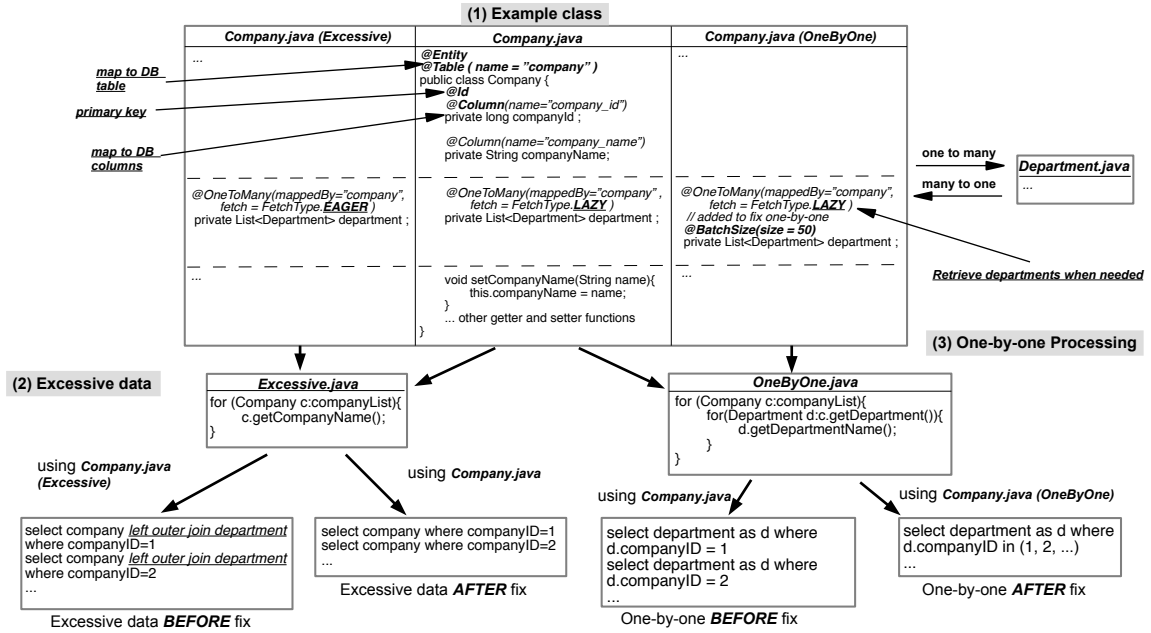 (1) Example class
Company.java (Excessive)
...
@OneToMany(mappedBy="company",
fetch = FetchType.EAGER )
private List<Department> department ;
...
Company.java
@Entity
@Table ( name = "company" )
public class Company {
@Id
@Column(name="company_id")
private long companyId ;
@Column(name="company_name")
private String companyName;
@OneToMany(mappedBy="company" ,
fetch = FetchType.LAZY )
private List<Department> department ;
void setCompanyName(String name){
this.companyName = name;
}
... other getter and setter functions
}
Company.java (OneByOne)
...
@OneToMany(mappedBy="company",
fetch = FetchType.LAZY )
// added to fix one-by-one
@BatchSize(size = 50)
private List<Department> department ;
...
map to DB
table
primary key
map to DB
columns
one to many
many to one
Department.java
...
Retrieve departments when needed
(2) Excessive data
Excessive.java
for (Company c:companyList){
c.getCompanyName();
}
using Company.java
(Excessive)
using Company.java
select company left outer join department
where companyID=1
select company left outer join department
where companyID=2
...
Excessive data BEFORE fix
select company where companyID=1
select company where companyID=2
...
Excessive data AFTER fix
(3) One-by-one Processing
OneByOne.java
for (Company c:companyList){
for(Department d:c.getDepartment()){
d.getDepartmentName();
}
}
using Company.java
using Company.java (OneByOne)
select department as d where
d.companyID = 1
select department as d where
d.companyID = 2
...
One-by-one BEFORE fix
select department as d where
d.companyID in (1, 2, ...)
...
One-by-one AFTER fix